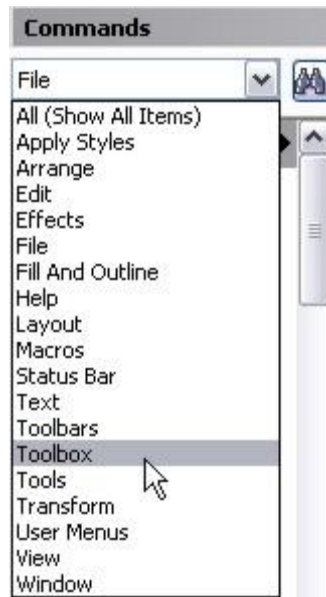 Commands
File
All (Show All Items)
Apply Styles
Arrange
Edit
Effects
File
Fill And Outline
Help
Layout
Macros
Status Bar
Text
Toolbars
Toolbox
Tools
Transform
User Menus
View
Window